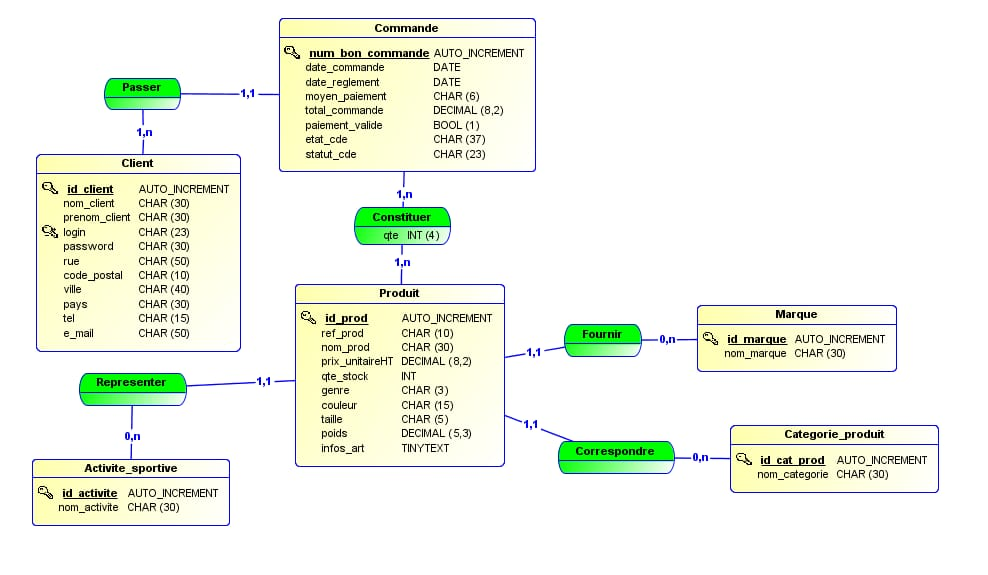 Commande
num_bon_commande AUTO_INCREMENT
date_commande DATE
date_reglement DATE
moyen_paiement CHAR (6)
total_commande DECIMAL (8,2)
paiement_valide BOOL (1)
etat_cde CHAR (37)
statut_cde CHAR (23)
Passer
1,1
1,n
Client
id_client AUTO_INCREMENT
nom_client CHAR (30)
prenom_client CHAR (30)
login CHAR (23)
password CHAR (30)
rue CHAR (50)
code_postal CHAR (10)
ville CHAR (40)
pays CHAR (30)
tel CHAR (15)
e_mail CHAR (50)
1,n
Constituer
qte INT (4)
1,n
Produit
id_prod AUTO_INCREMENT
ref_prod CHAR (10)
nom_prod CHAR (30)
prix_unitaireHT DECIMAL (8,2)
qte_stock INT
genre CHAR (3)
couleur CHAR (15)
taille CHAR (5)
poids DECIMAL (5,3)
infos_art TINYTEXT
1,1
Fournir
0,n
Marque
id_marque AUTO_INCREMENT
nom_marque CHAR (30)
Representer
1,1
0,n
Activite_sportive
id_activite AUTO_INCREMENT
nom_activite CHAR (30)
1,1
Correspondre
0,n
Categorie_produit
id_cat_prod AUTO_INCREMENT
nom_categorie CHAR (30)